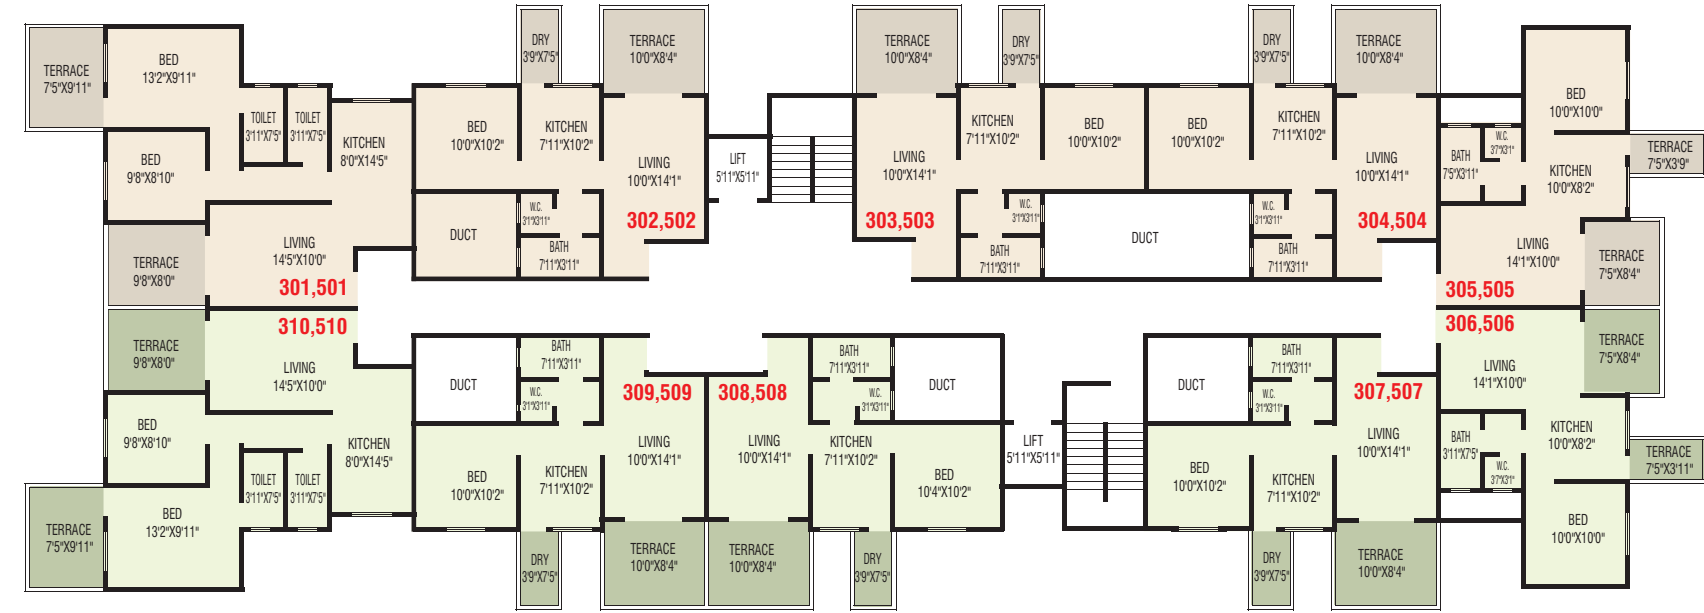 TERRACE
7'5"X9'11"
BED
13'2"X9'11"
TOILET
3'11"X7'5"
TOILET
3'11"X7'5"
KITCHEN
8'0"X14'5"
BED
9'8"X8'10"
TERRACE
9'8"X8'0"
LIVING
14'5"X10'0"
301,501
BED
10'0"X10'2"
DRY
3'9"X7'5"
KITCHEN
7'11"X10'2"
TERRACE
10'0"X8'4"
LIVING
10'0"X14'1"
302,502
DUCT
W.C.
3'1"X3'11"
BATH
7'11"X3'11"
LIFT
5'11"X5'11"
TERRACE
10'0"X8'4"
LIVING
10'0"X14'1"
303,503
DRY
3'9"X7'5"
KITCHEN
7'11"X10'2"
BED
10'0"X10'2"
W.C.
3'1"X3'11"
BATH
7'11"X3'11"
DUCT
BED
10'0"X10'2"
DRY
3'9"X7'5"
KITCHEN
7'11"X10'2"
TERRACE
10'0"X8'4"
LIVING
10'0"X14'1"
304,504
W.C.
3'1"X3'11"
BATH
7'11"X3'11"
BED
10'0"X10'0"
W.C.
3'7"X3'1"
BATH
7'5"X3'11"
TERRACE
7'5"X3'9"
KITCHEN
10'0"X8'2"
LIVING
14'1"X10'0"
TERRACE
7'5"X8'4"
305,505
310,510
TERRACE
9'8"X8'0"
LIVING
14'5"X10'0"
BED
9'8"X8'10"
KITCHEN
8'0"X14'5"
TOILET
3'11"X7'5"
TOILET
3'11"X7'5"
TERRACE
7'5"X9'11"
BED
13'2"X9'11"
DUCT
BATH
7'11"X3'11"
W.C.
3'1"X3'11"
309,509
BED
10'0"X10'2"
KITCHEN
7'11"X10'2"
LIVING
10'0"X14'1"
DRY
3'9"X7'5"
TERRACE
10'0"X8'4"
308,508
BATH
7'11"X3'11"
W.C.
3'1"X3'11"
DUCT
LIVING
10'0"X14'1"
KITCHEN
7'11"X10'2"
BED
10'4"X10'2"
TERRACE
10'0"X8'4"
DRY
3'9"X7'5"
LIFT
5'11"X5'11"
DUCT
BATH
7'11"X3'11"
W.C.
3'1"X3'11"
307,507
BED
10'0"X10'2"
KITCHEN
7'11"X10'2"
LIVING
10'0"X14'1"
DRY
3'9"X7'5"
TERRACE
10'0"X8'4"
306,506
LIVING
14'1"X10'0"
TERRACE
7'5"X8'4"
BATH
3'11"X7'5"
W.C.
3'7"X3'1"
KITCHEN
10'0"X8'2"
TERRACE
7'5"X3'11"
BED
10'0"X10'0"